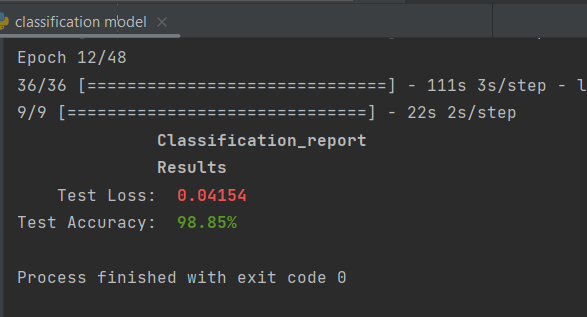 classification model
Epoch 12/48
36/36 [==============================] - 111s 3s/step - l
9/9 [==============================] - 22s 2s/step
Classification_report
Results
Test Loss: 0.04154
Test Accuracy: 98.85%
Process finished with exit code 0